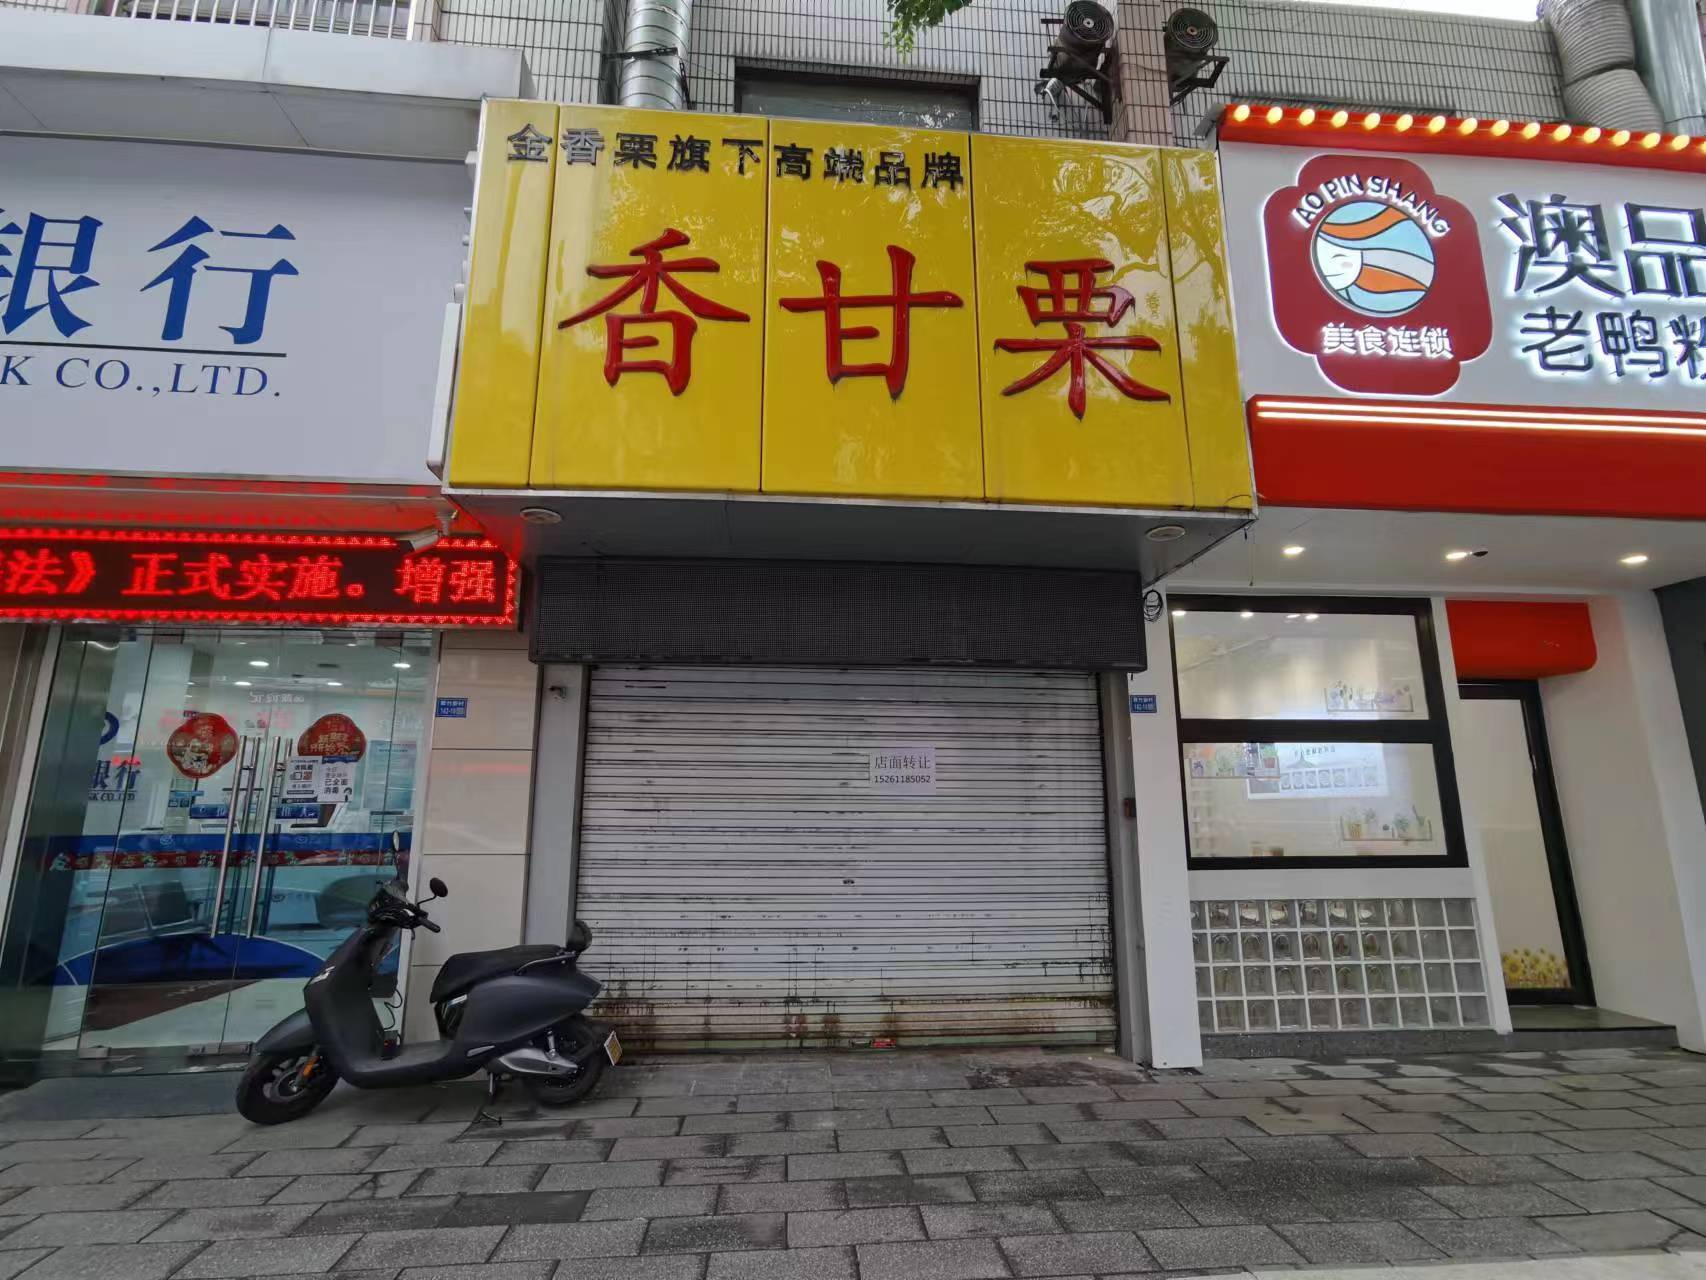 金香栗旗下高端品牌
香甘栗
银行
K CO.,LTD.
法》正式实施。增强
AO PIN SHANG
美食连锁
澳品
老鸭粉
店面转让
15261185052
银行